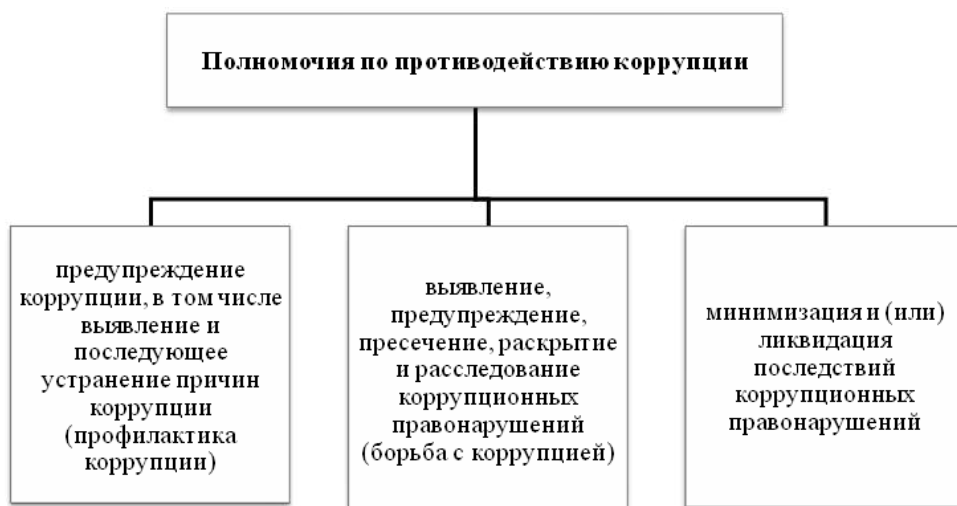 Полномочия по противодействию коррупции
предупреждение
коррупции, в том числе
выявление и
последующее
устранение причин
коррупции
(профилактика
коррупции)
выявление,
предупреждение,
пресечение, раскрытие
и расследование
коррупционных
правонарушений
(борьба с коррупцией)
минимизация и (или)
ликвидация
последствий
коррупционных
правонарушений